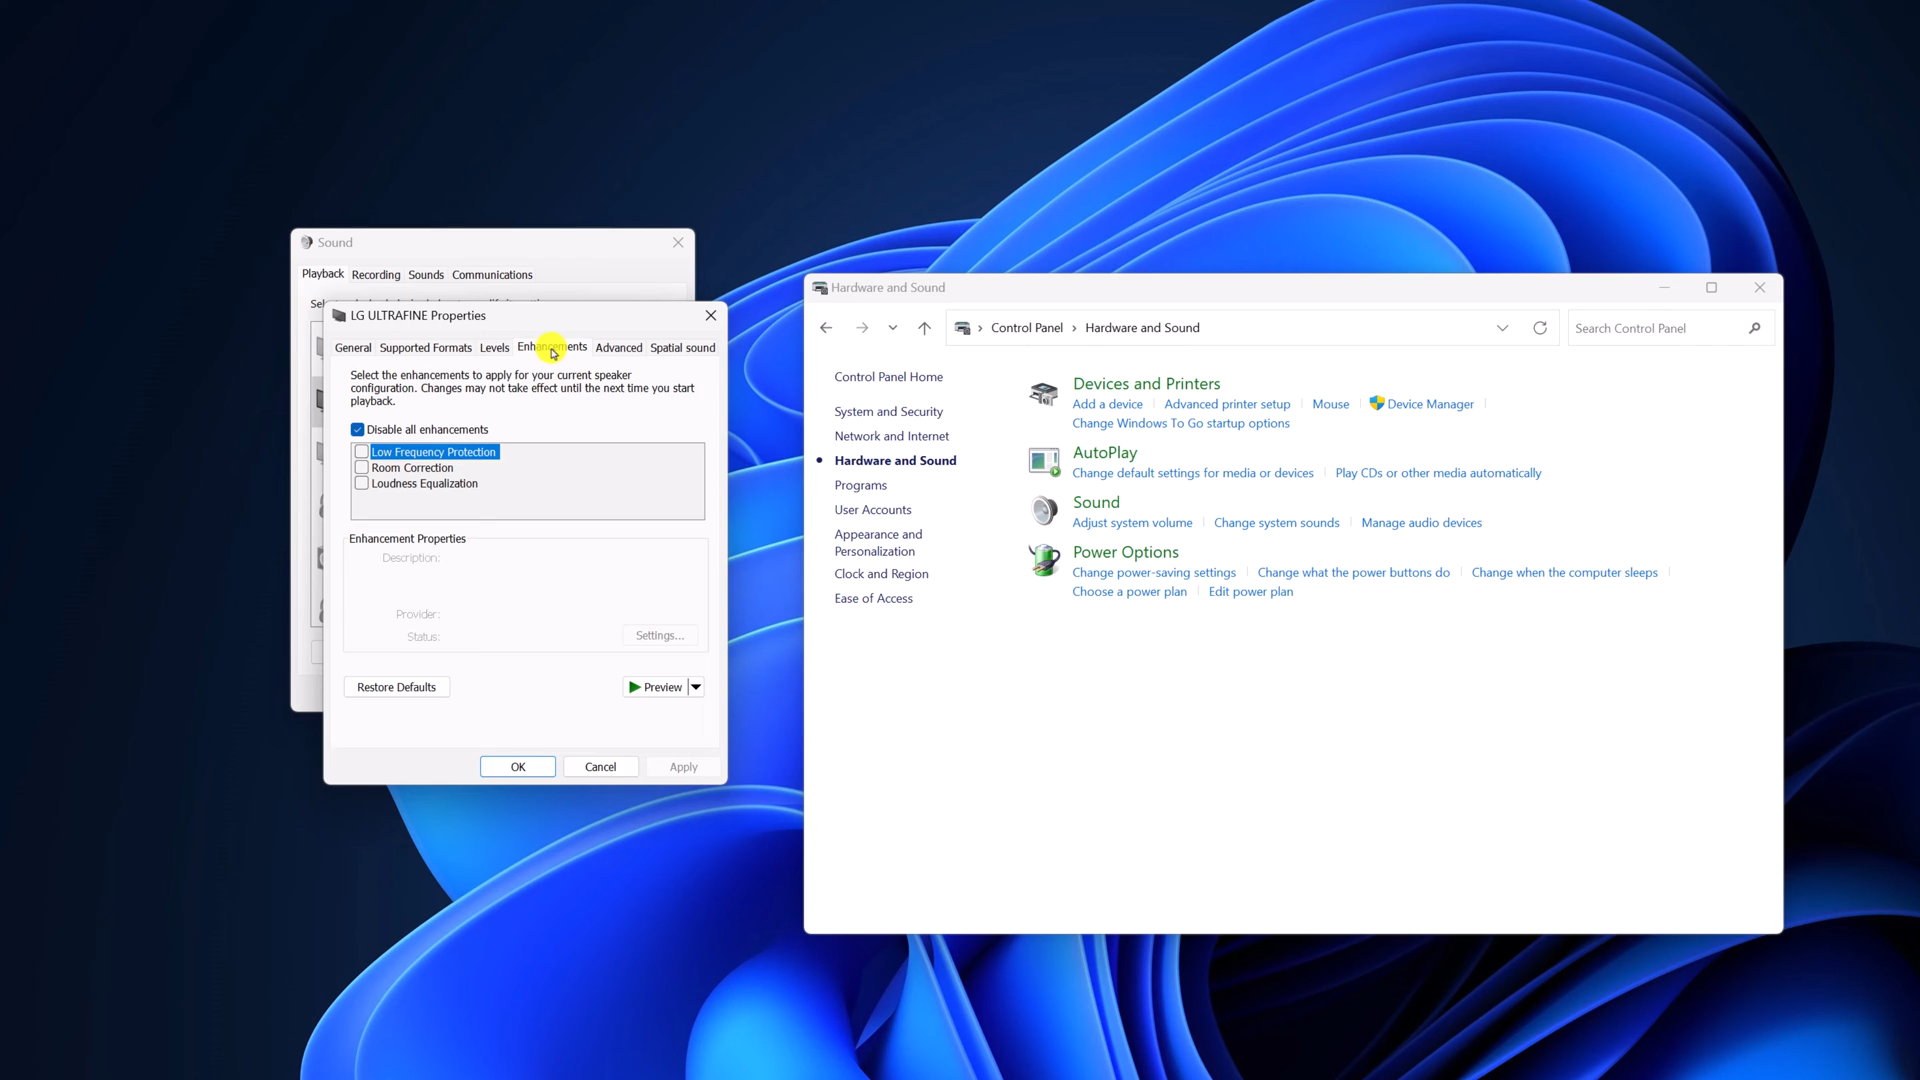 Sound
Playback Recording Sounds Communications
LG ULTRAFINE Properties
General Supported Formats Levels Enhancements Advanced Spatial sound
Select the enhancements to apply for your current speaker
configuration. Changes may not take effect until the next time you start
playback.
Disable all enhancements
Low Frequency Protection
Room Correction
Loudness Equalization
Enhancement Properties
Description:
Provider:
Status:
Settings...
Restore Defaults
Preview
OK Cancel Apply
Hardware and Sound
Control Panel › Hardware and Sound
Search Control Panel
Control Panel Home
System and Security
Network and Internet
Hardware and Sound
Programs
User Accounts
Appearance and
Personalization
Clock and Region
Ease of Access
Devices and Printers
Add a device Advanced printer setup Mouse Device Manager
Change Windows To Go startup options
AutoPlay
Change default settings for media or devices Play CDs or other media automatically
Sound
Adjust system volume Change system sounds Manage audio devices
Power Options
Change power-saving settings Change what the power buttons do Change when the computer sleeps
Choose a power plan Edit power plan